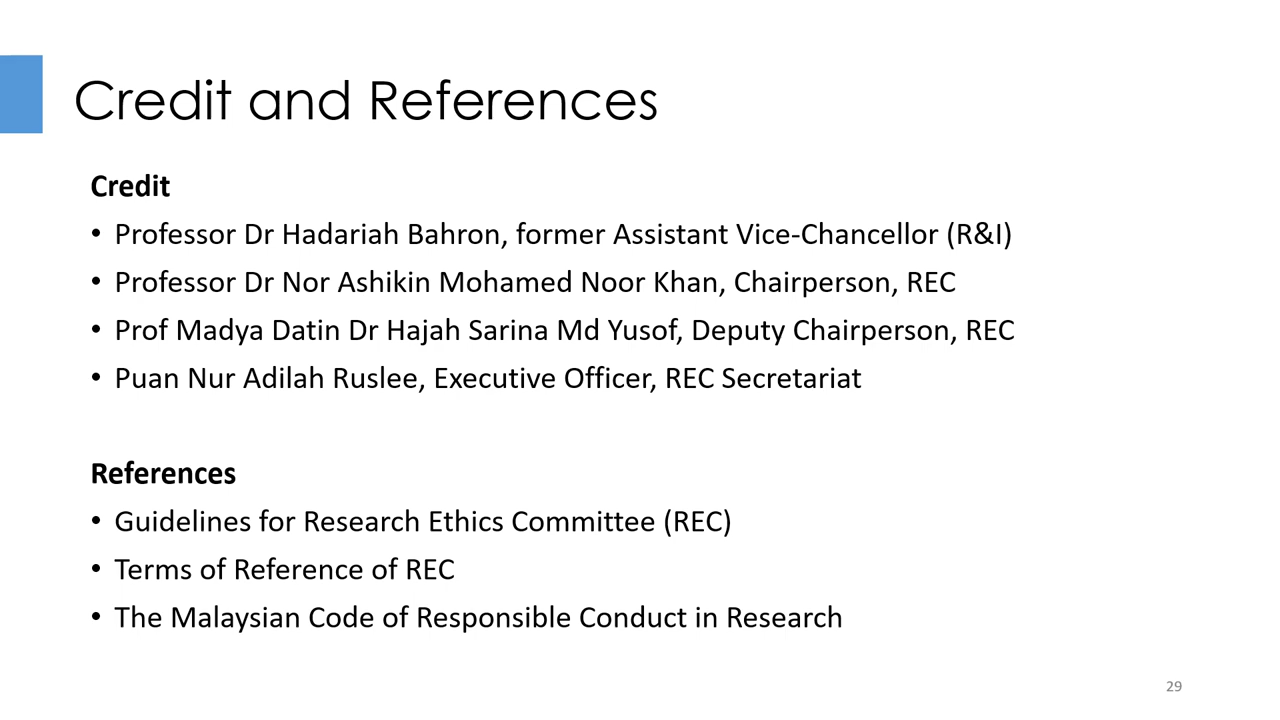 Credit and References
Credit
• Professor Dr Hadariah Bahron, former Assistant Vice-Chancellor (R&I)
• Professor Dr Nor Ashikin Mohamed Noor Khan, Chairperson, REC
• Prof Madya Datin Dr Hajah Sarina Md Yusof, Deputy Chairperson, REC
• Puan Nur Adilah Ruslee, Executive Officer, REC Secretariat
References
• Guidelines for Research Ethics Committee (REC)
• Terms of Reference of REC
• The Malaysian Code of Responsible Conduct in Research
29